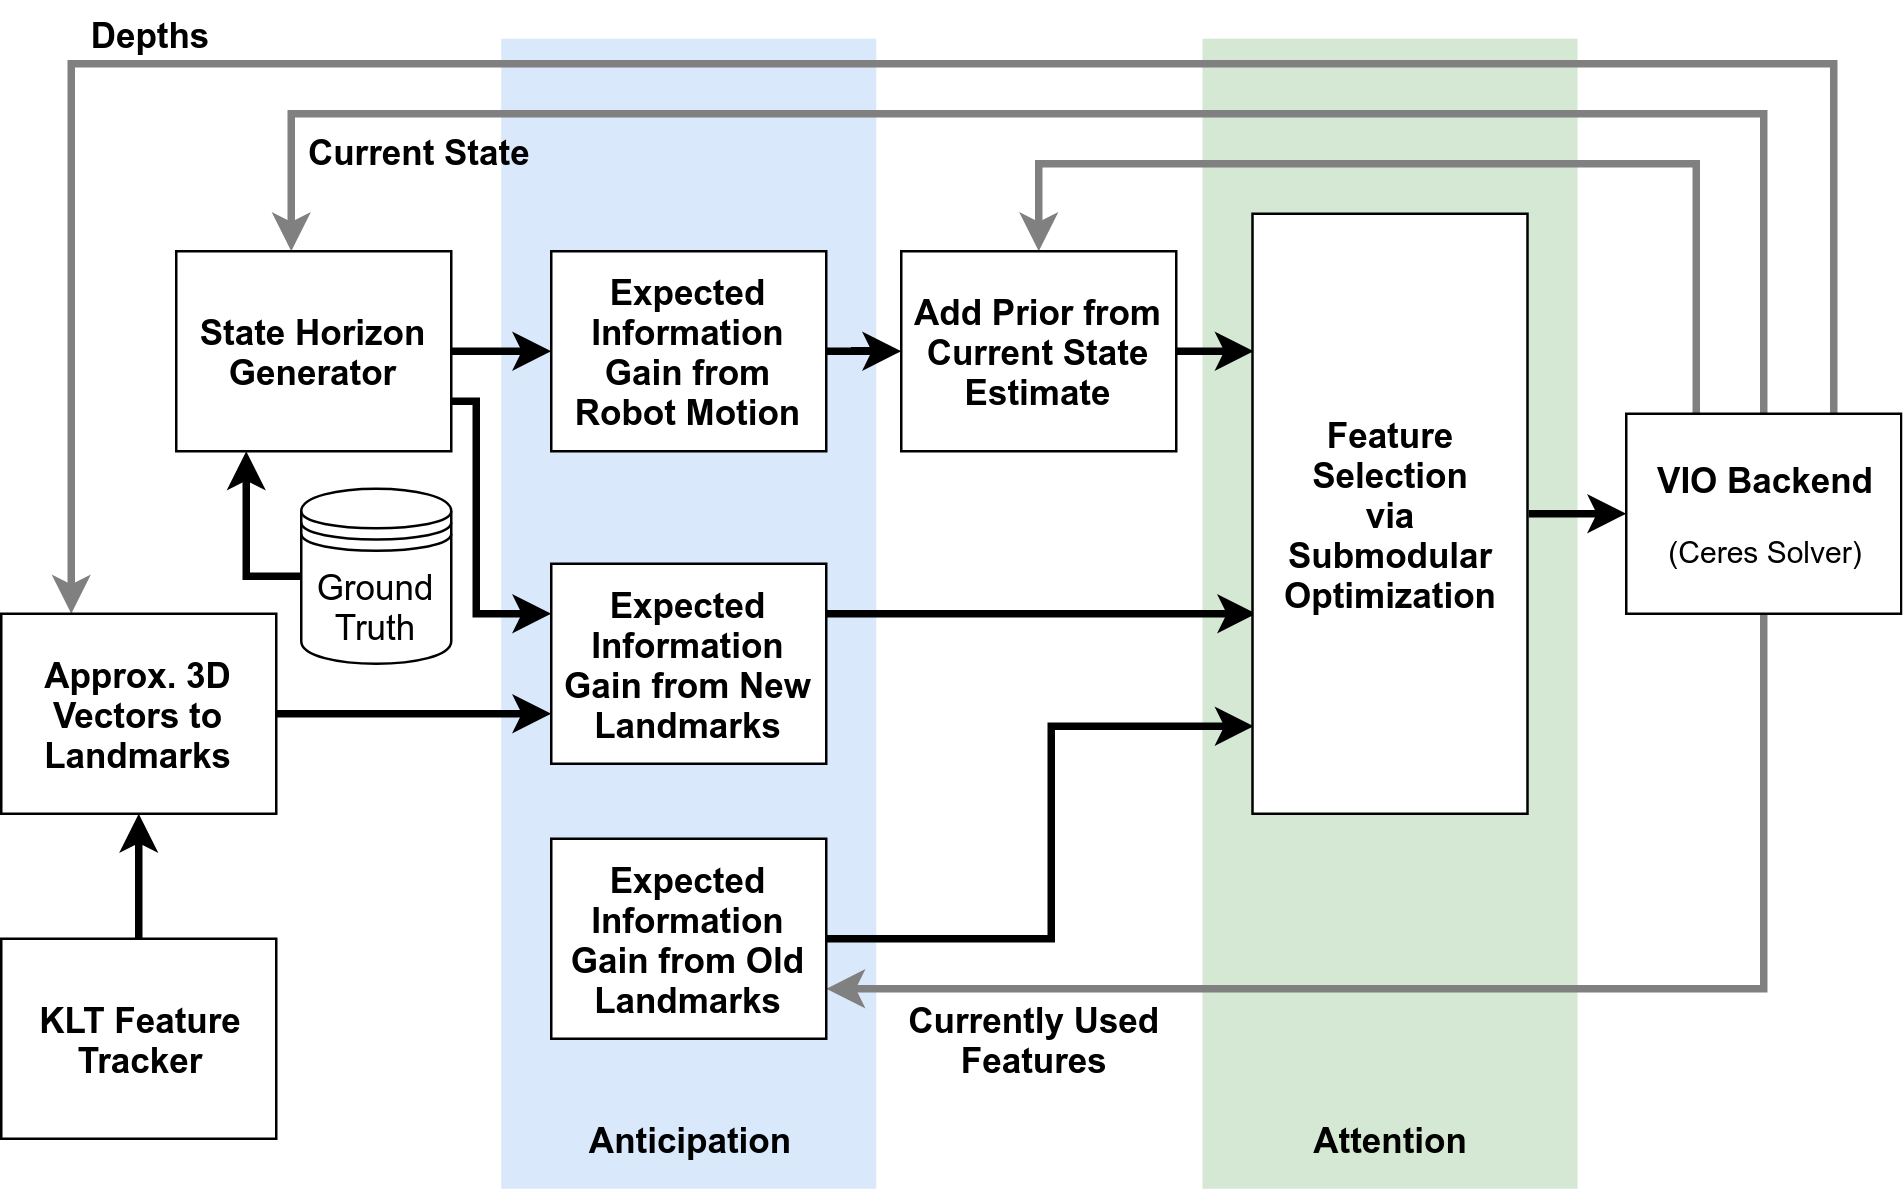 Depths
Current State
State Horizon
Generator
Expected
Information
Gain from
Robot Motion
Add Prior from
Current State
Estimate
Feature
Selection
via
Submodular
Optimization
VIO Backend
(Ceres Solver)
Ground
Truth
Approx. 3D
Vectors to
Landmarks
Expected
Information
Gain from New
Landmarks
Expected
Information
Gain from Old
Landmarks
KLT Feature
Tracker
Currently Used
Features
Anticipation
Attention